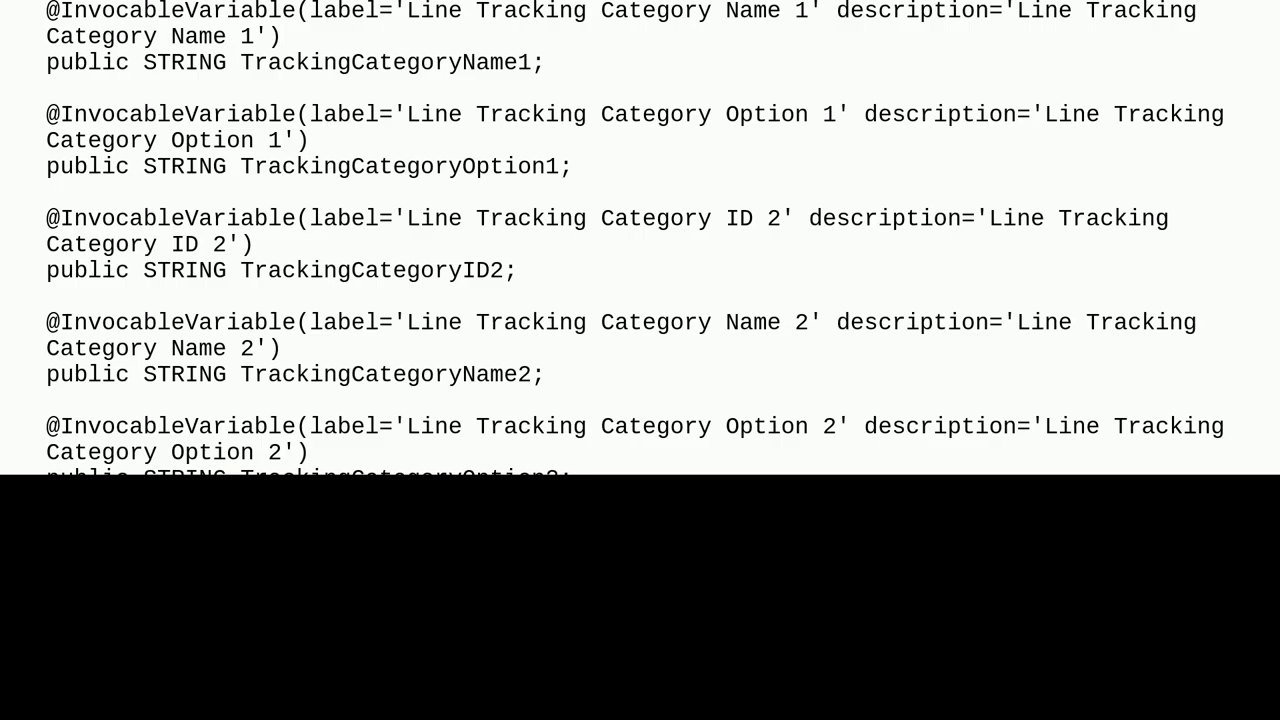 @InvocableVariable(label='Line Tracking Category Name 1' description='Line Tracking
Category Name 1')
public STRING TrackingCategoryName1;
@InvocableVariable(label='Line Tracking Category Option 1' description='Line Tracking
Category Option 1')
public STRING TrackingCategoryOption1;
@InvocableVariable(label='Line Tracking Category ID 2' description='Line Tracking
Category ID 2')
public STRING TrackingCategoryID2;
@InvocableVariable(label='Line Tracking Category Name 2' description='Line Tracking
Category Name 2')
public STRING TrackingCategoryName2;
@InvocableVariable(label='Line Tracking Category Option 2' description='Line Tracking
Category Option 2')
public STRING TrackingCategoryOption2;